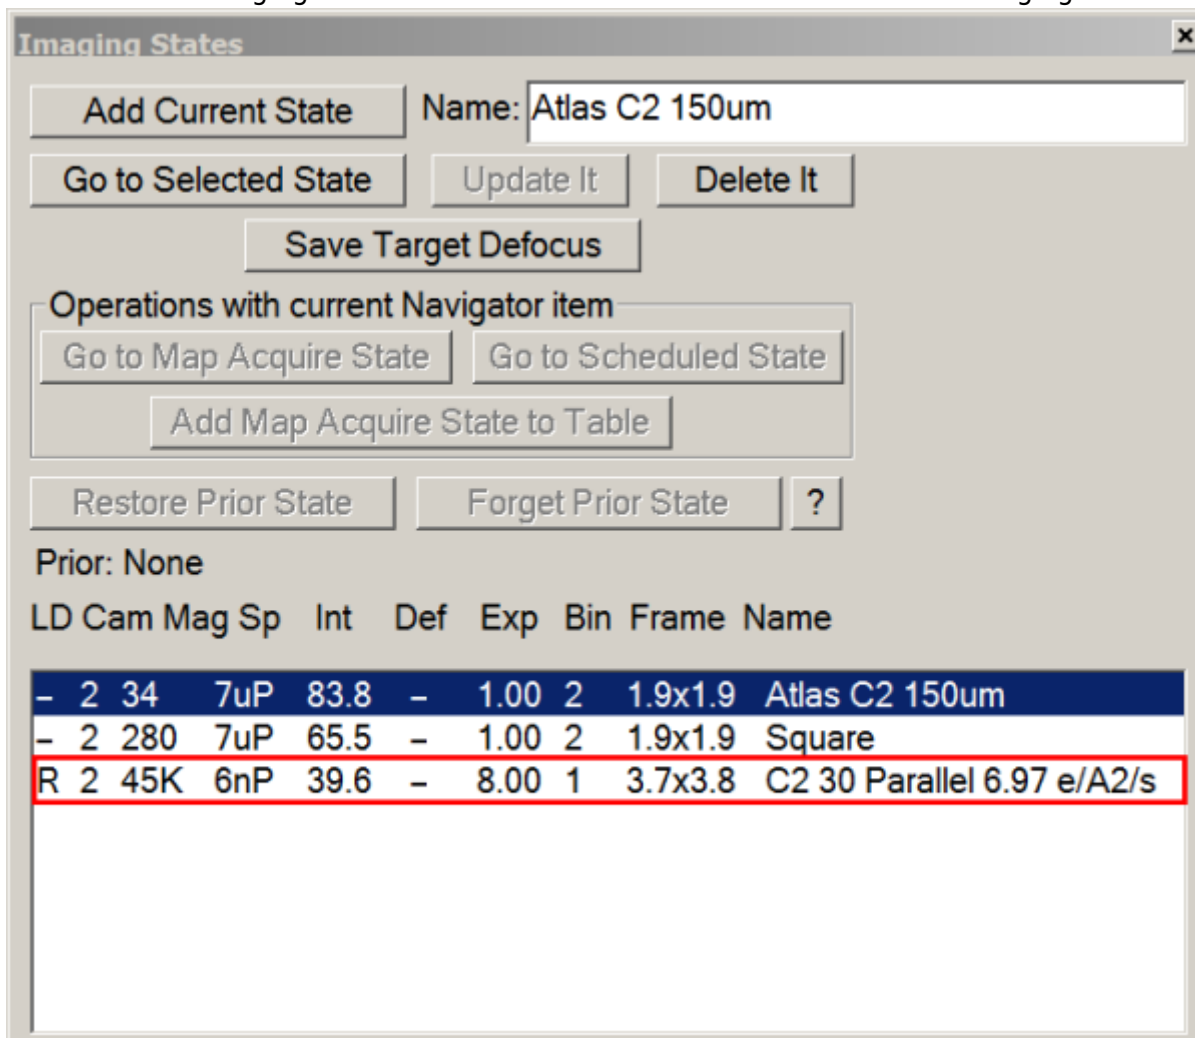 Imaging States ×
Add Current State Name: Atlas C2 150um
Go to Selected State Update It Delete It
Save Target Defocus
Operations with current Navigator item
Go to Map Acquire State Go to Scheduled State
Add Map Acquire State to Table
Restore Prior State Forget Prior State ?
Prior: None
LD Cam Mag Sp Int Def Exp Bin Frame Name
– 2 34 7uP 83.8 – 1.00 2 1.9x1.9 Atlas C2 150um
– 2 280 7uP 65.5 – 1.00 2 1.9x1.9 Square
R 2 45K 6nP 39.6 – 8.00 1 3.7x3.8 C2 30 Parallel 6.97 e/A2/s